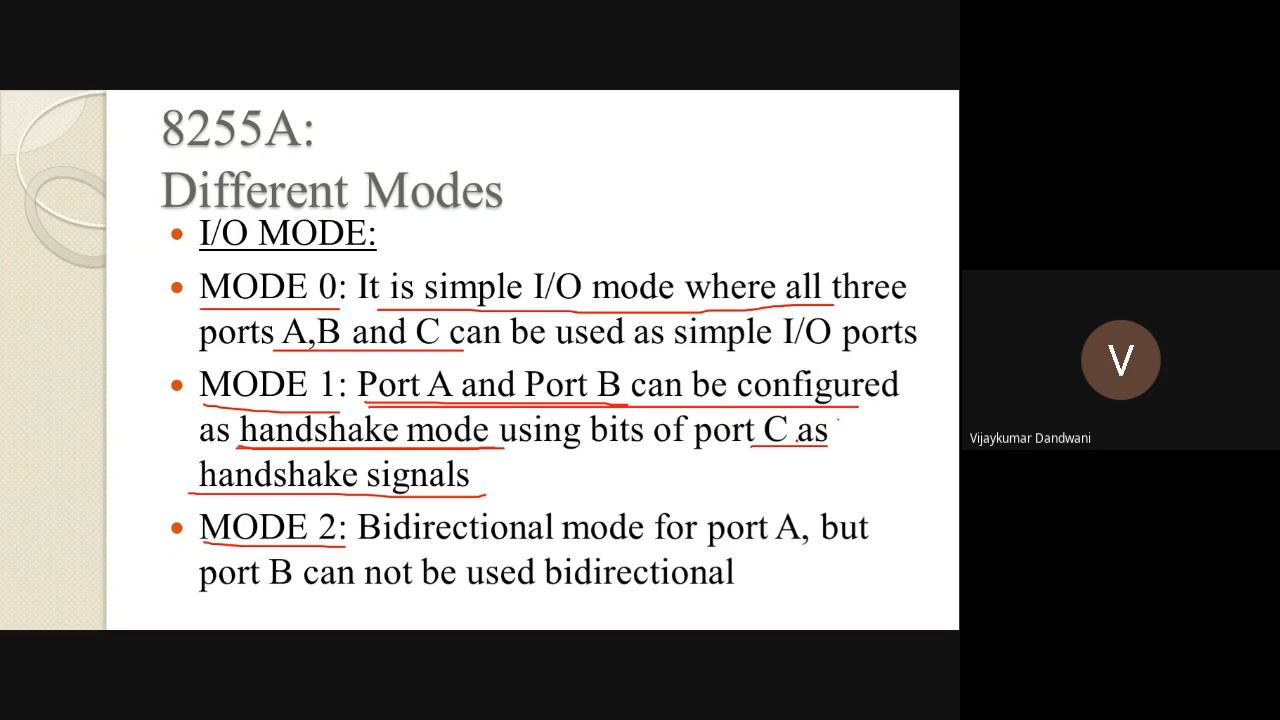 8255A:
Different Modes
I/O MODE:
MODE 0: It is simple I/O mode where all three
ports A,B and C can be used as simple I/O ports
MODE 1: Port A and Port B can be configured
as handshake mode using bits of port C as
handshake signals
MODE 2: Bidirectional mode for port A, but
port B can not be used bidirectional
V
Vijaykumar Dandwani